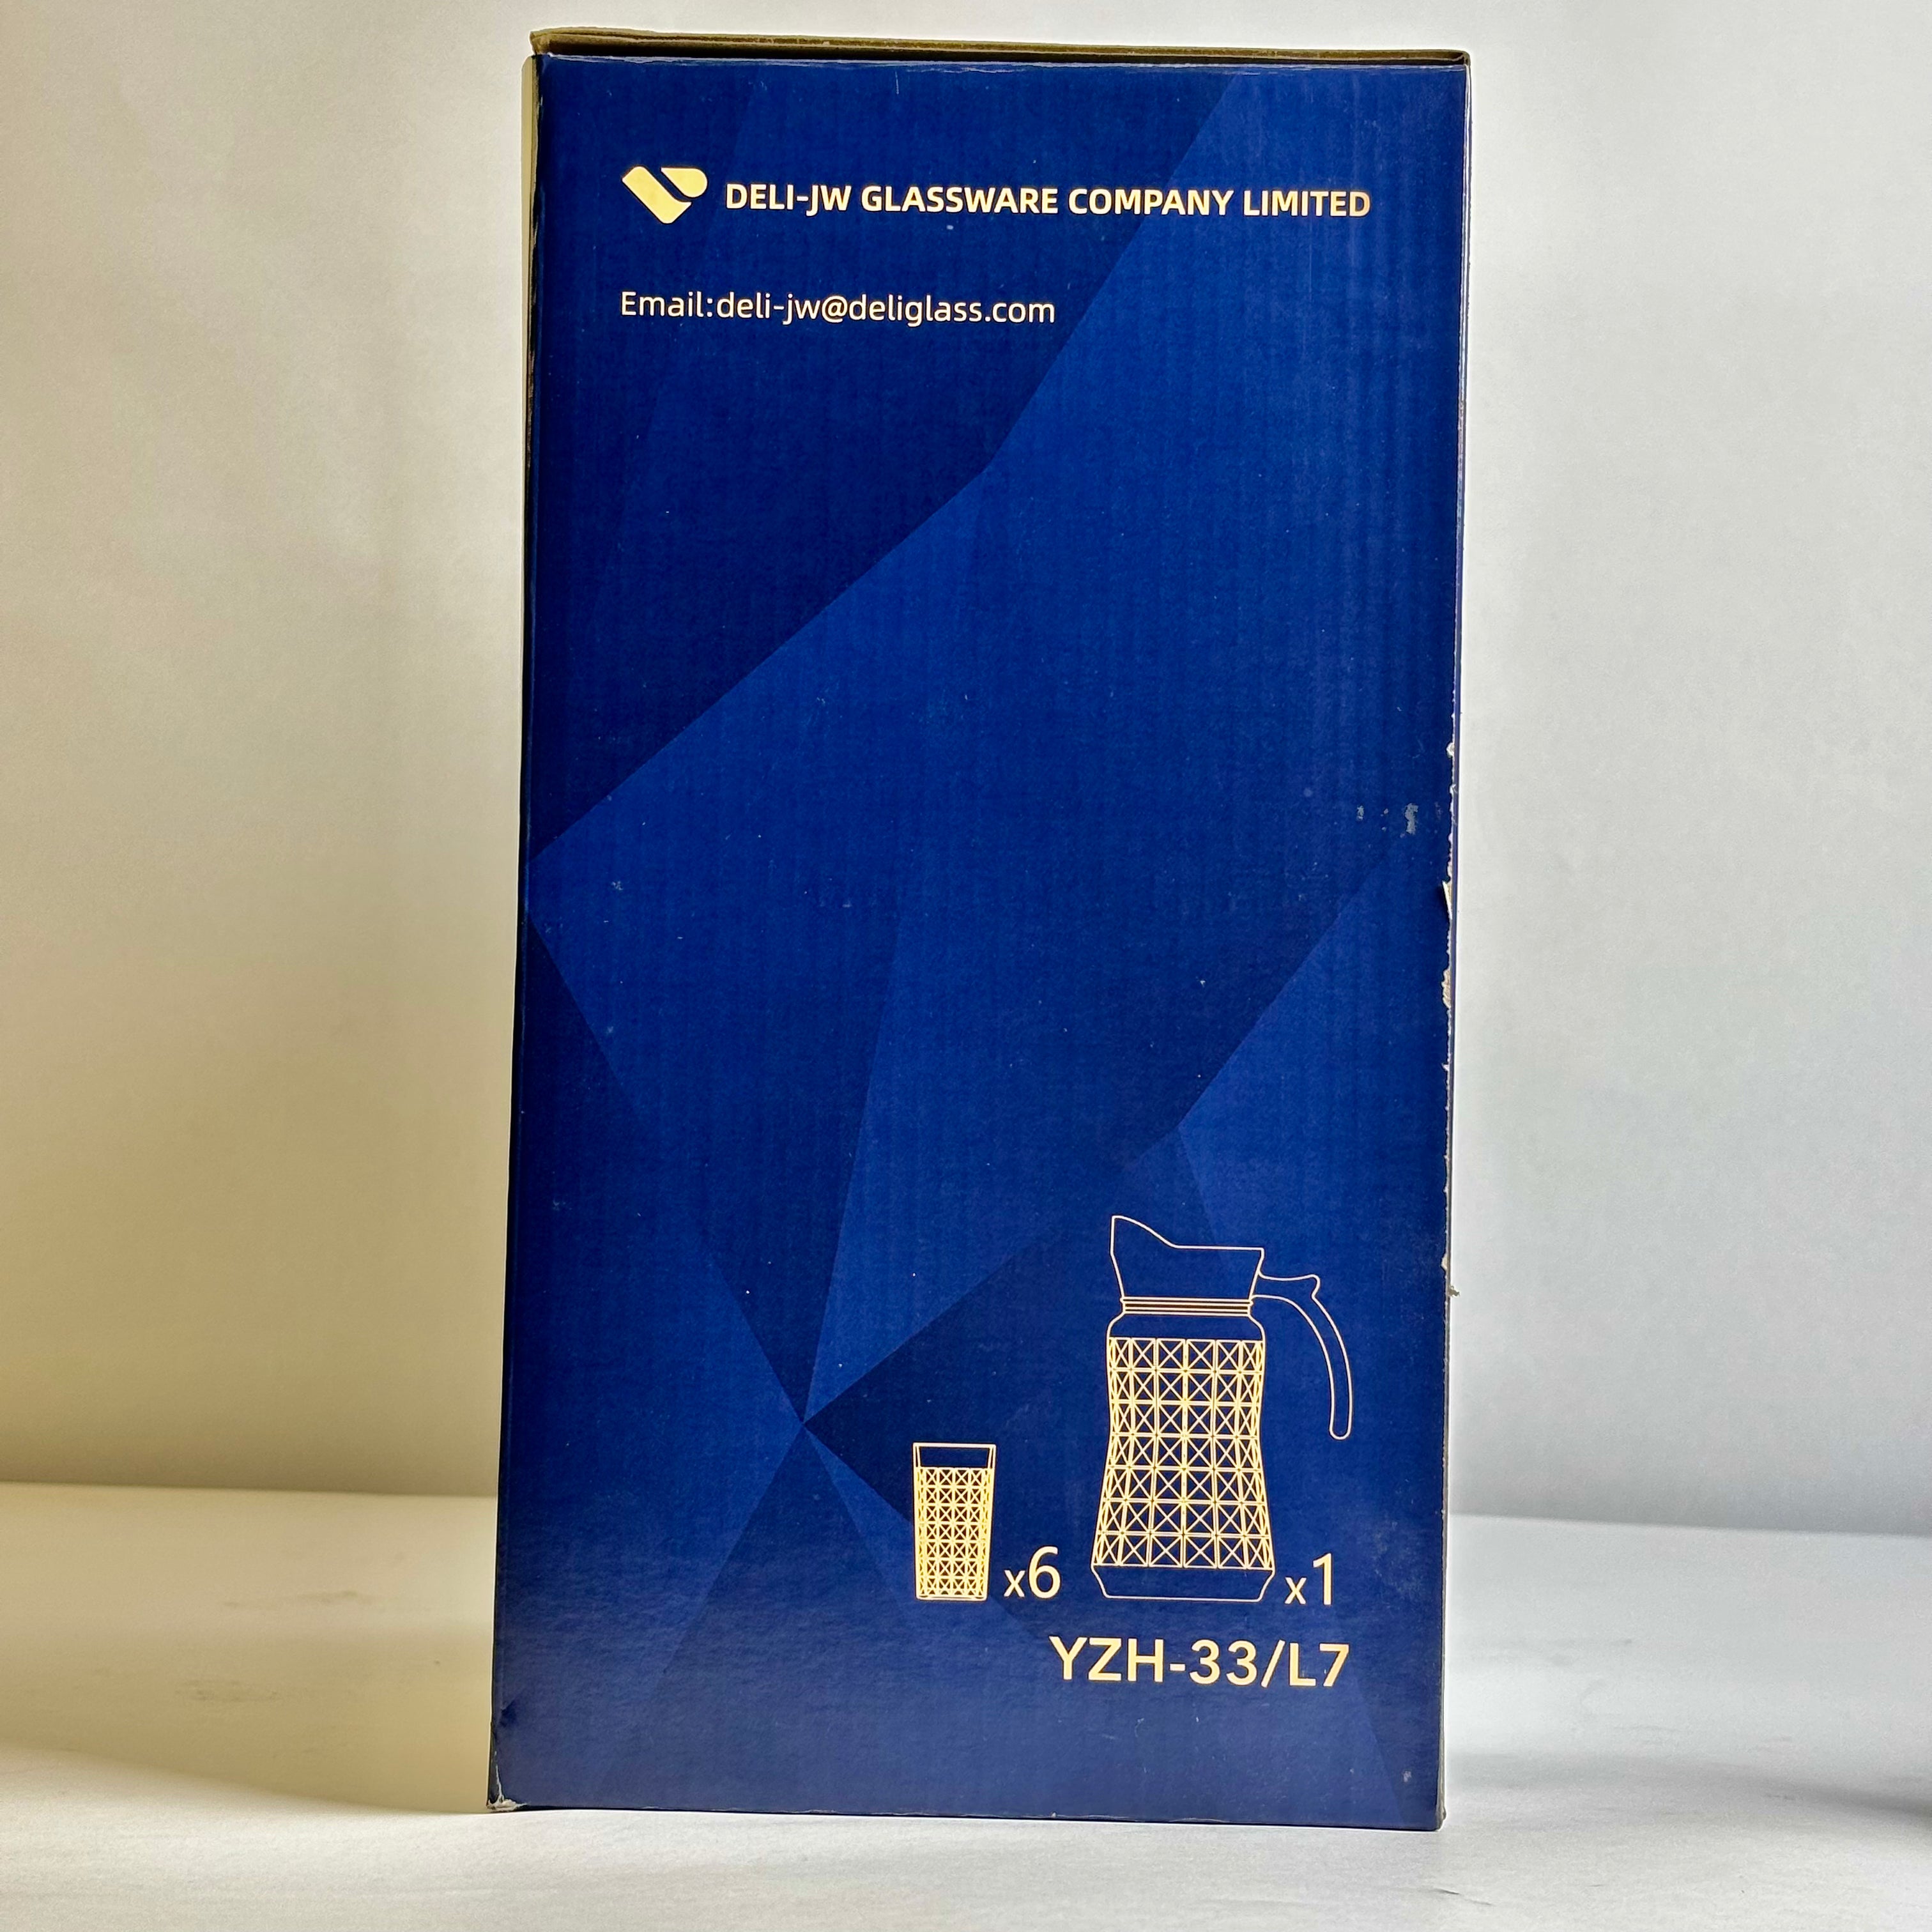 DELI-JW GLASSWARE COMPANY LIMITED
Email:deli-jw@deliglass.com
x6 x1
YZH-33/L7